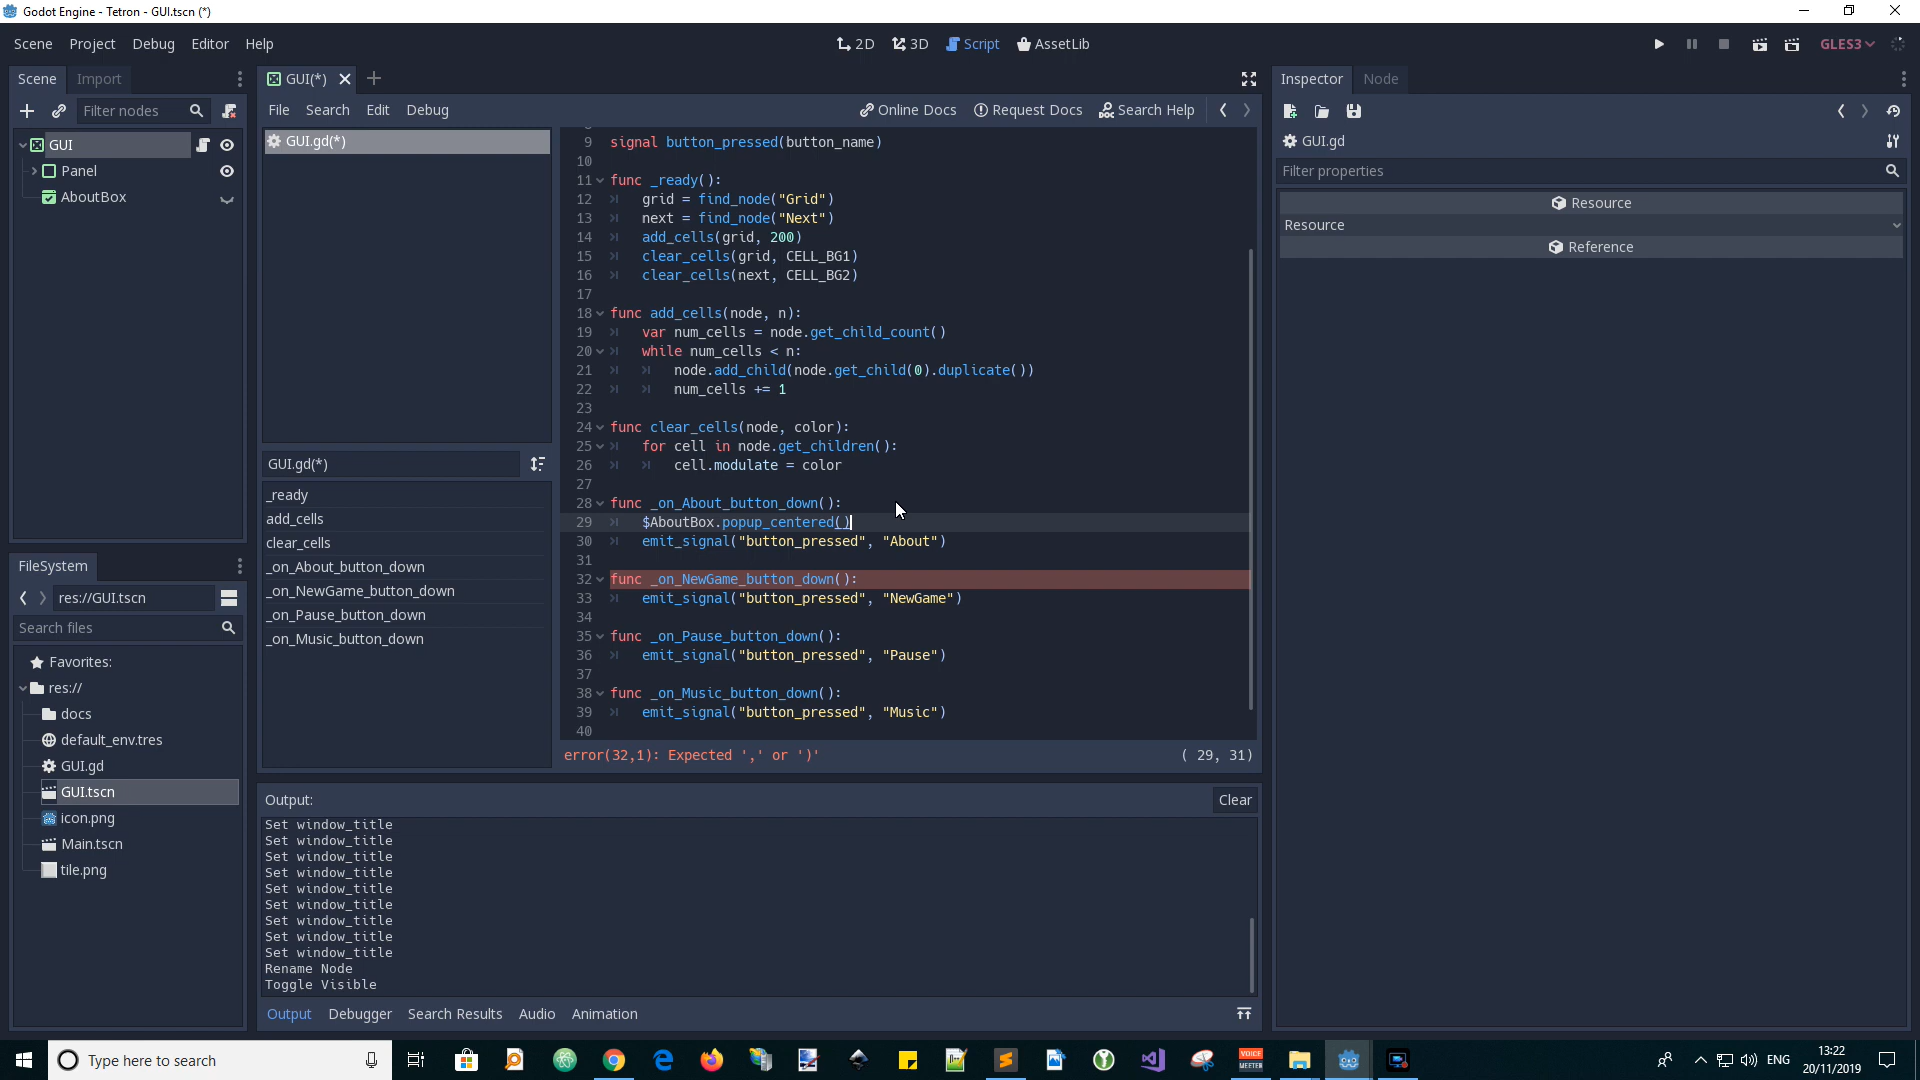 Godot Engine - Tetron - GUI.tscn (*)
Scene Project Debug Editor Help
2D 3D Script AssetLib
GLES3
Scene Import
Filter nodes
GUI
Panel
AboutBox
FileSystem
res://GUI.tscn
Search files
Favorites:
res://
docs
default_env.tres
GUI.gd
GUI.tscn
icon.png
Main.tscn
tile.png
GUI(*)
File Search Edit Debug
Online Docs Request Docs Search Help
GUI.gd(*)
GUI.gd(*)
_ready
add_cells
clear_cells
_on_About_button_down
_on_NewGame_button_down
_on_Pause_button_down
_on_Music_button_down
9 signal button_pressed(button_name)
10
11 func _ready():
12 grid = find_node("Grid")
13 next = find_node("Next")
14 add_cells(grid, 200)
15 clear_cells(grid, CELL_BG1)
16 clear_cells(next, CELL_BG2)
17
18 func add_cells(node, n):
19 var num_cells = node.get_child_count()
20 while num_cells < n:
21 node.add_child(node.get_child(0).duplicate())
22 num_cells += 1
23
24 func clear_cells(node, color):
25 for cell in node.get_children():
26 cell.modulate = color
27
28 func _on_About_button_down():
29 $AboutBox.popup_centered()
30 emit_signal("button_pressed", "About")
31
32 func _on_NewGame_button_down():
33 emit_signal("button_pressed", "NewGame")
34
35 func _on_Pause_button_down():
36 emit_signal("button_pressed", "Pause")
37
38 func _on_Music_button_down():
39 emit_signal("button_pressed", "Music")
40
error(32,1): Expected ',' or ')' ( 29, 31)
Output: Clear
Set window_title
Set window_title
Set window_title
Set window_title
Set window_title
Set window_title
Set window_title
Set window_title
Set window_title
Rename Node
Toggle Visible
Output Debugger Search Results Audio Animation
Inspector Node
GUI.gd
Filter properties
Resource
Resource
Reference
Type here to search
VOICE MEETER
ENG
13:22
20/11/2019